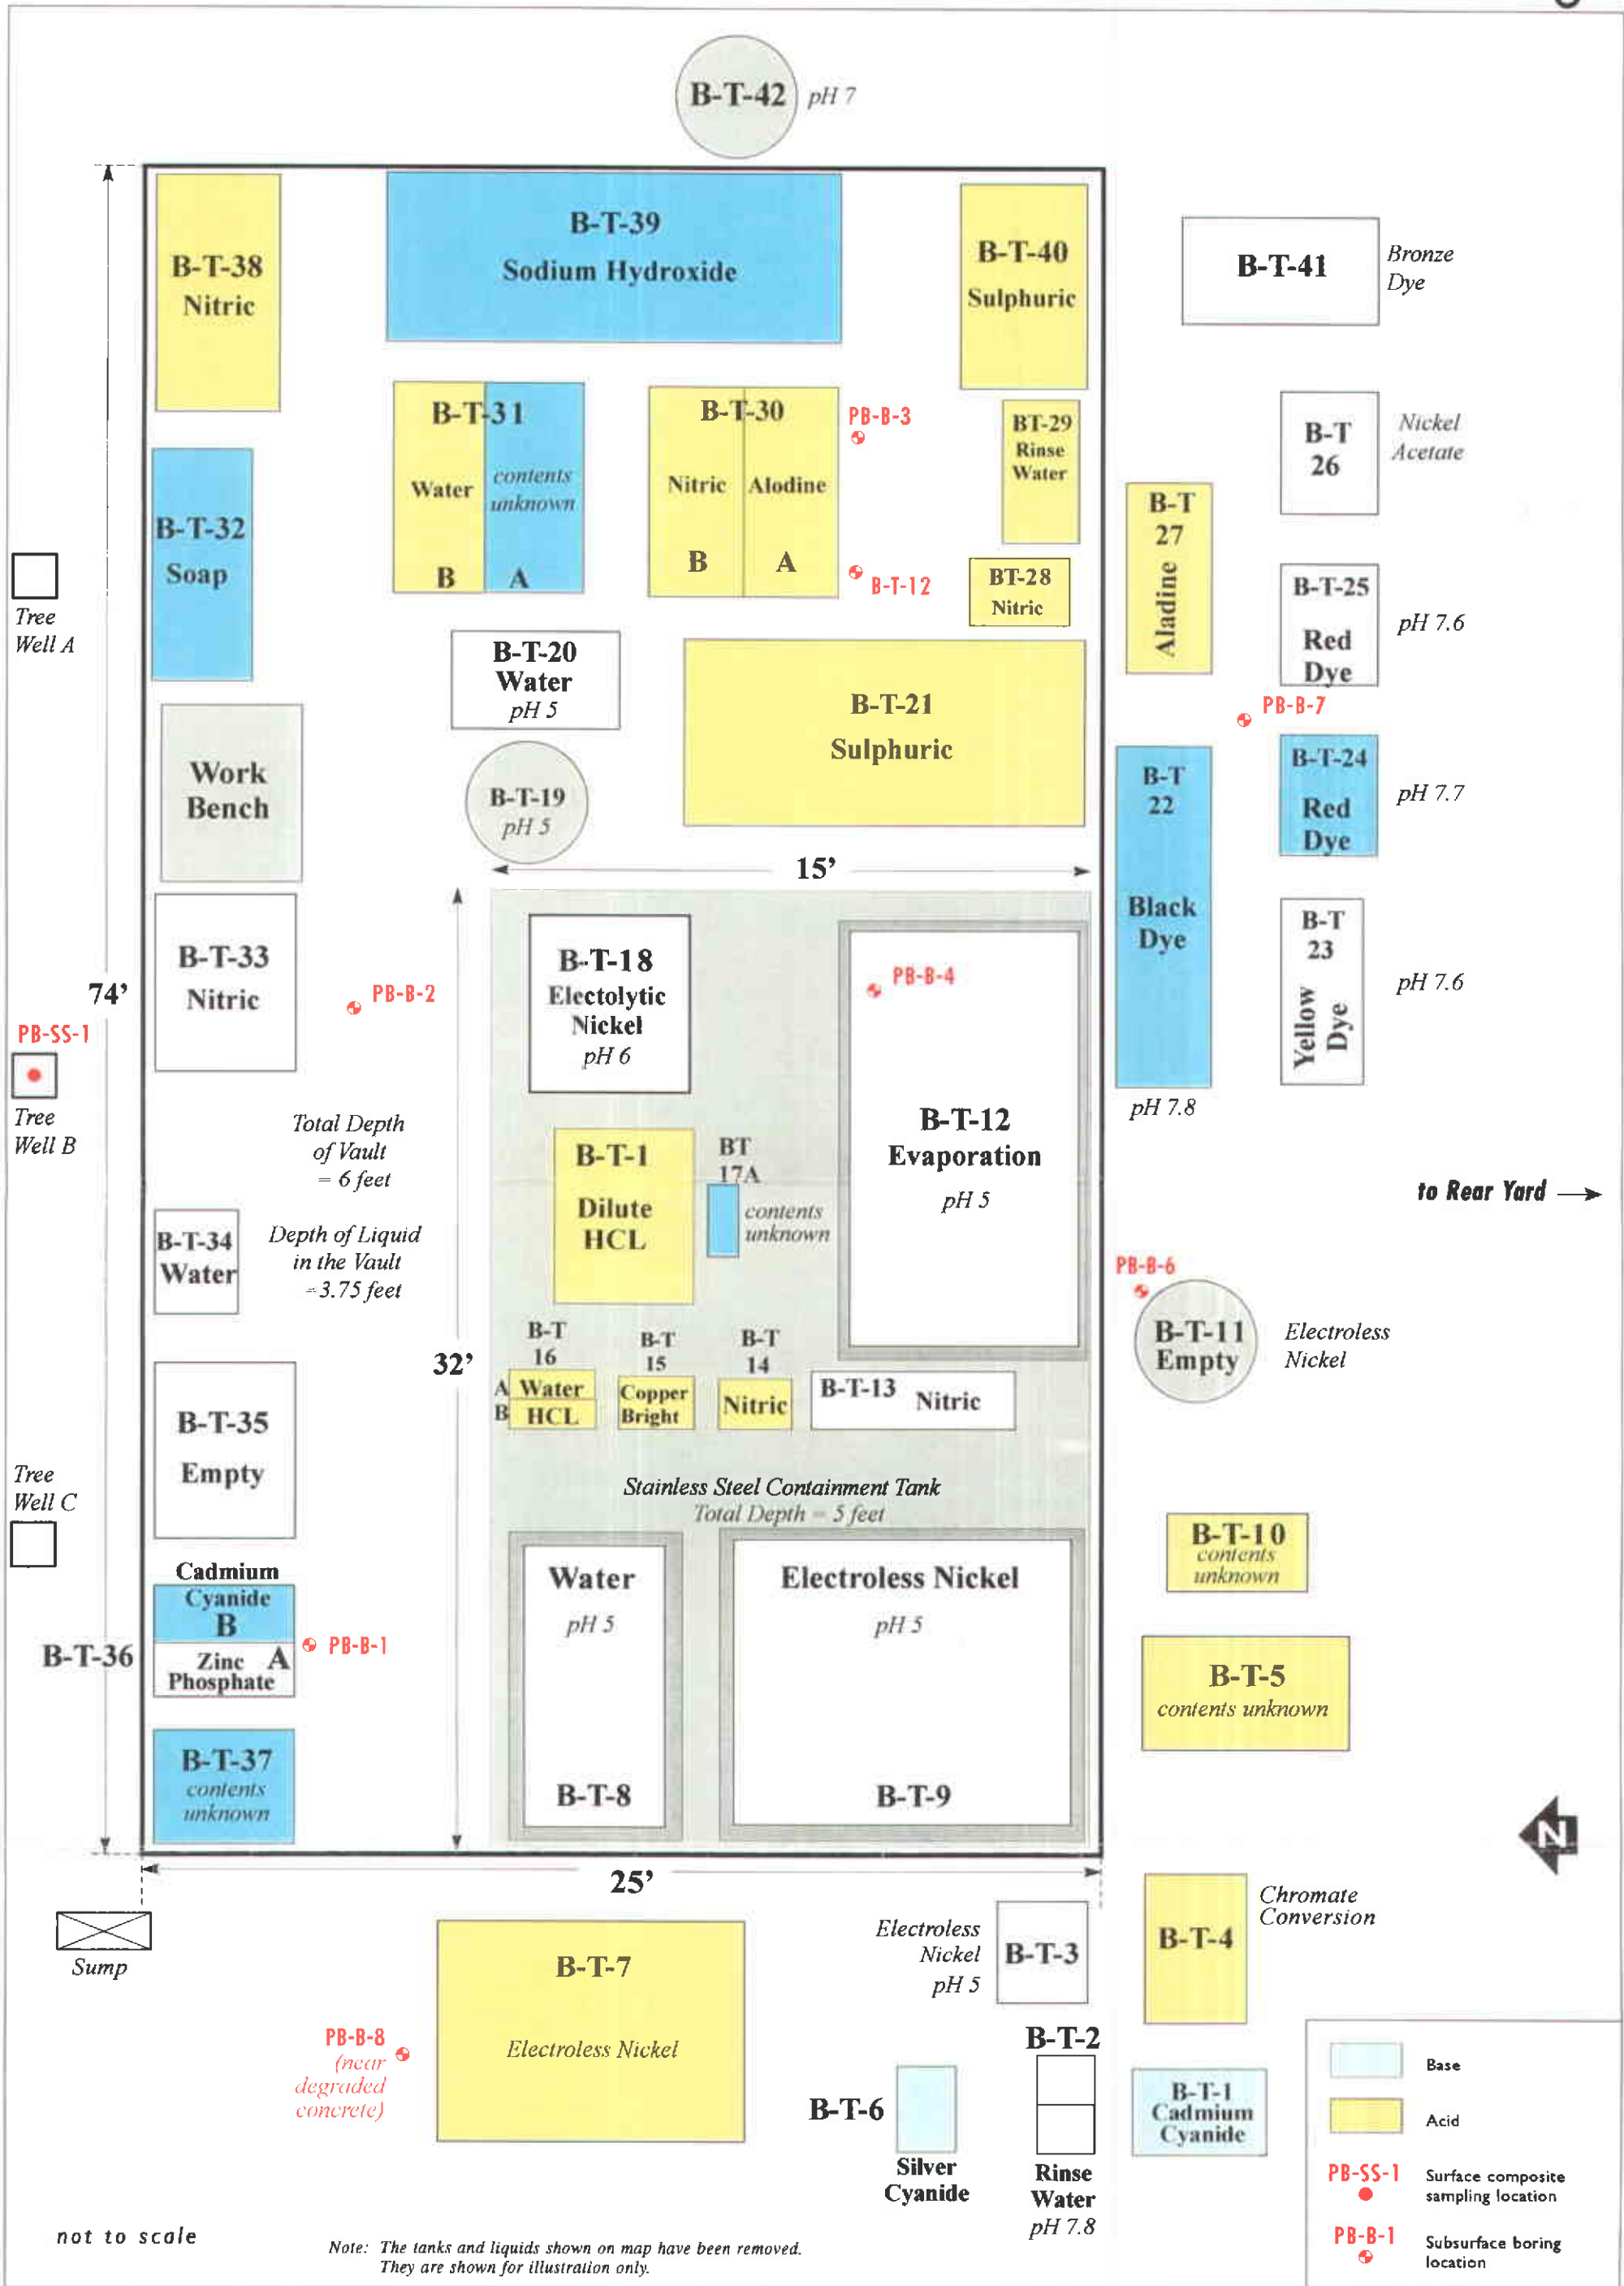 B-T-42 pH 7
B-T-38
Nitric
B-T-39
Sodium Hydroxide
B-T-40
Sulphuric
B-T-41
Bronze
Dye
B-T-31
Water
B
contents
unknown
A
B-T-30
Nitric
B
Alodine
A
PB-B-3
B-T-12
BT-29
Rinse
Water
BT-28
Nitric
B-T
26
Nickel
Acetate
B-T
27
Aladine
B-T-25
Red
Dye
pH 7.6
B-T-32
Soap
Tree
Well A
B-T-20
Water
pH 5
B-T-21
Sulphuric
PB-B-7
Work
Bench
B-T-19
pH 5
B-T
22
Black
Dye
pH 7.8
B-T-24
Red
Dye
pH 7.7
15'
B-T
23
Yellow
Dye
pH 7.6
B-T-33
Nitric
74'
PB-B-2
B-T-18
Electolytic
Nickel
pH 6
PB-B-4
PB-SS-1
Tree
Well B
Total Depth
of Vault
= 6 feet
B-T-1
Dilute
HCL
BT
17A
contents
unknown
B-T-12
Evaporation
pH 5
to Rear Yard
B-T-34
Water
Depth of Liquid
in the Vault
= 3.75 feet
PB-B-6
B-T-11
Empty
Electroless
Nickel
32'
B-T
16
A Water
B HCL
B-T
15
Copper
Bright
B-T
14
Nitric
B-T-13 Nitric
B-T-35
Empty
Tree
Well C
Stainless Steel Containment Tank
Total Depth = 5 feet
B-T-10
contents
unknown
Cadmium
Cyanide
B
B-T-36
Zinc A
Phosphate
PB-B-1
Water
pH 5
B-T-8
Electroless Nickel
pH 5
B-T-9
B-T-5
contents unknown
B-T-37
contents
unknown
N
25'
Sump
B-T-7
Electroless Nickel
PB-B-8
(near
degraded
concrete)
Electroless
Nickel
pH 5
B-T-3
B-T-4
Chromate
Conversion
B-T-2
Rinse
Water
pH 7.8
B-T-6
Silver
Cyanide
B-T-1
Cadmium
Cyanide
Base
Acid
PB-SS-1
Surface composite
sampling location
PB-B-1
Subsurface boring
location
not to scale
Note: The tanks and liquids shown on map have been removed.
They are shown for illustration only.